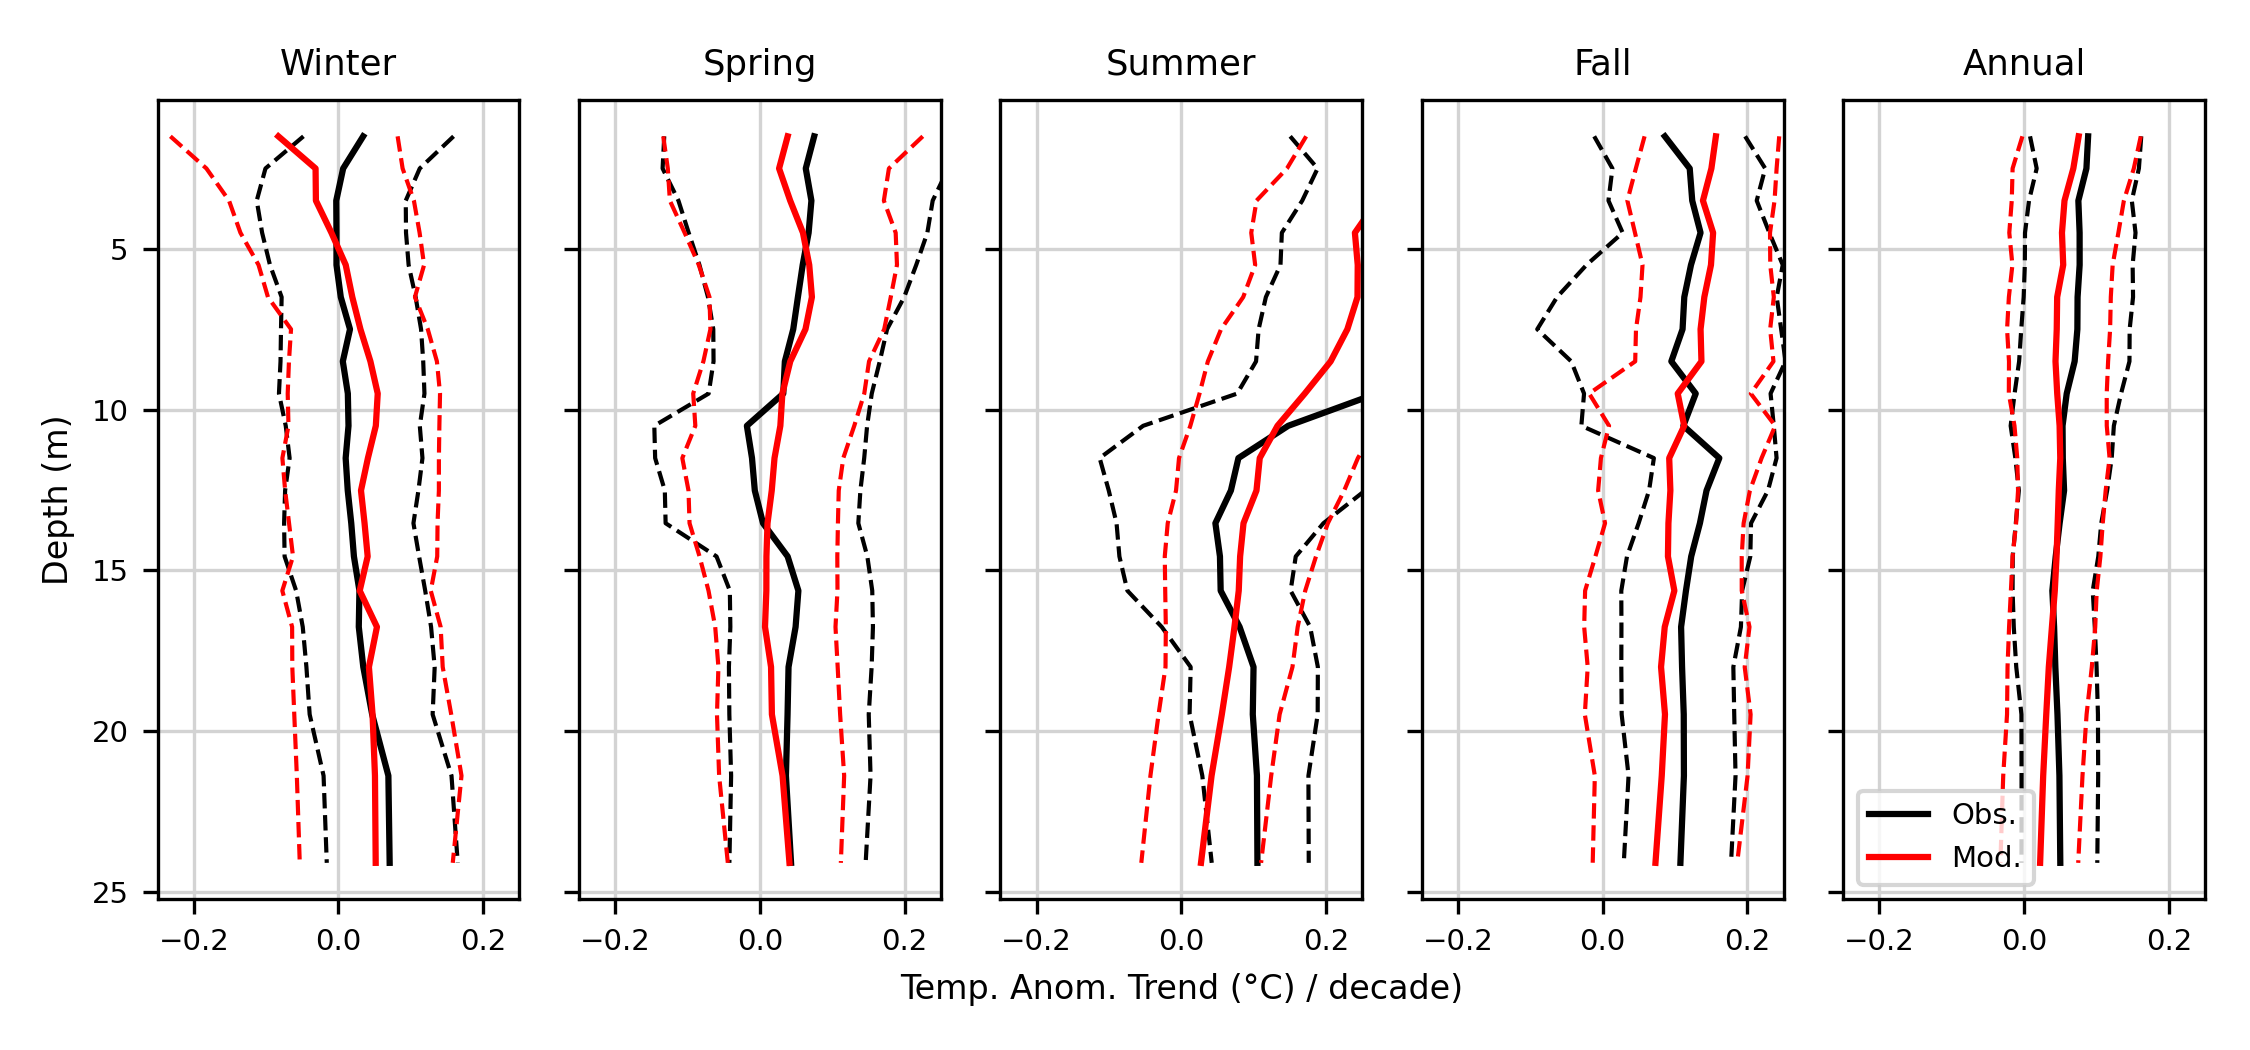 Winter Spring Summer Fall Annual
5
10
15
20
25
Depth (m)
−0.2 0.0 0.2 −0.2 0.0 0.2 −0.2 0.0 0.2 −0.2 0.0 0.2 −0.2 0.0 0.2
Temp. Anom. Trend (°C) / decade)
Obs.
Mod.